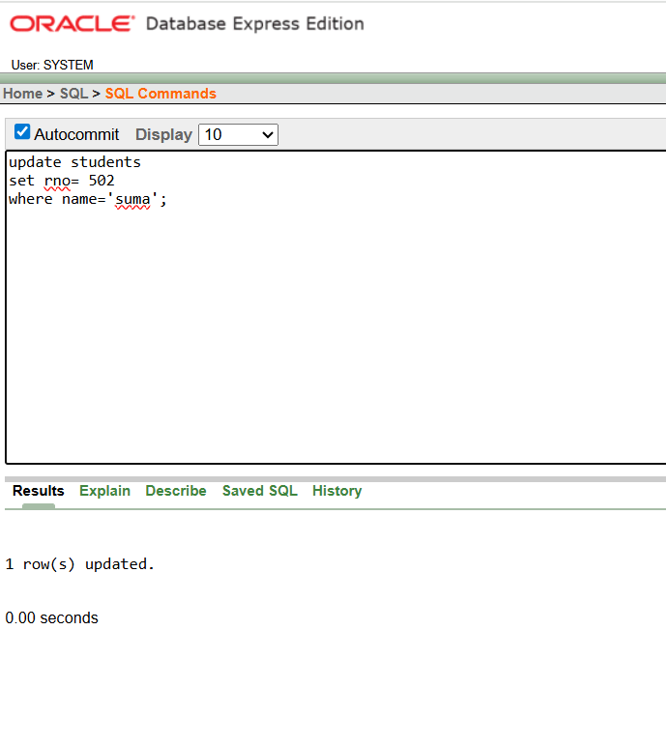 ORACLE Database Express Edition
User: SYSTEM
Home > SQL > SQL Commands
Autocommit Display 10
update students
set rno= 502
where name='suma';
Results Explain Describe Saved SQL History
1 row(s) updated.
0.00 seconds